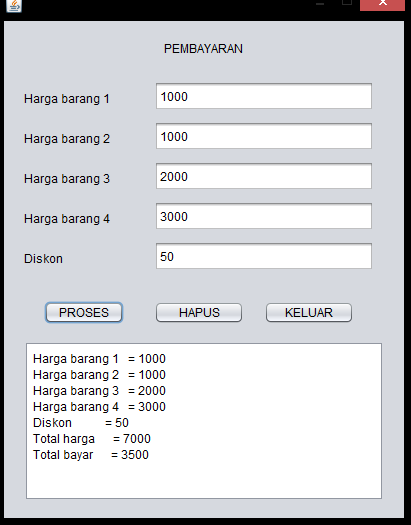 PEMBAYARAN
Harga barang 1 1000
Harga barang 2 1000
Harga barang 3 2000
Harga barang 4 3000
Diskon 50
PROSES HAPUS KELUAR
Harga barang 1 = 1000
Harga barang 2 = 1000
Harga barang 3 = 2000
Harga barang 4 = 3000
Diskon = 50
Total harga = 7000
Total bayar = 3500